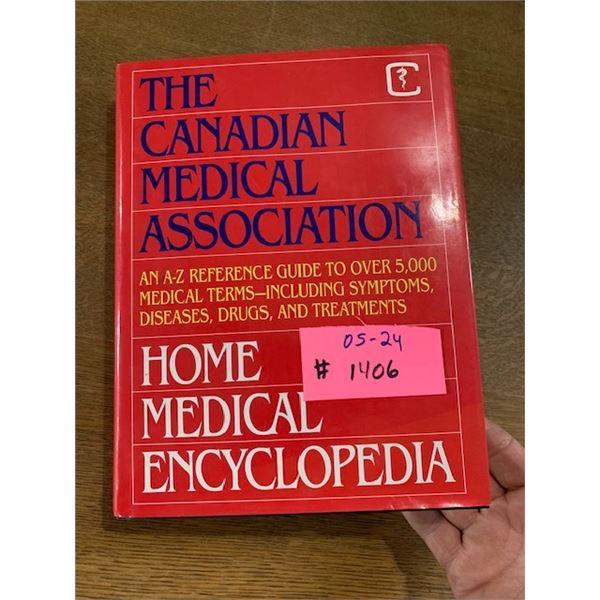 THE
CANADIAN
MEDICAL
ASSOCIATION
AN A-Z REFERENCE GUIDE TO OVER 5,000
MEDICAL TERMS—INCLUDING SYMPTOMS,
DISEASES, DRUGS, AND TREATMENTS
05-24
# 1406
HOME
MEDICAL
ENCYCLOPEDIA